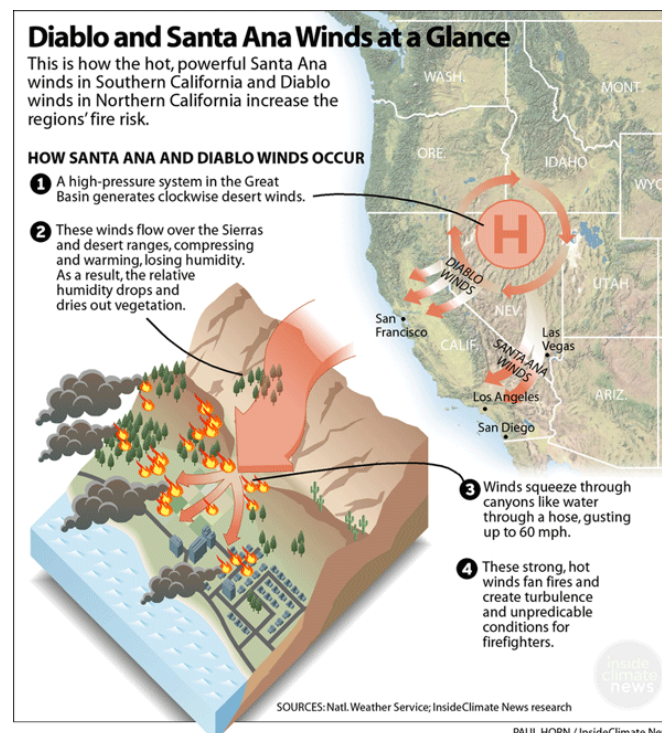 Diablo and Santa Ana Winds at a Glance
This is how the hot, powerful Santa Ana
winds in Southern California and Diablo
winds in Northern California increase the
regions' fire risk.
HOW SANTA ANA AND DIABLO WINDS OCCUR
1 A high-pressure system in the Great
Basin generates clockwise desert winds.
2 These winds flow over the Sierras
and desert ranges, compressing
and warming, losing humidity.
As a result, the relative
humidity drops and
dries out vegetation.
WASH.
MONT.
ORE.
IDAHO
WYO
H
DIABLO
WINDS
UTAH
NEV.
San
Francisco
CALIF.
SANTA ANA
WINDS
Las
Vegas
ARIZ.
Los Angeles
San Diego
3 Winds squeeze through
canyons like water
through a hose, gusting
up to 60 mph.
4 These strong, hot
winds fan fires and
create turbulence
and unpredicable
conditions for
firefighters.
inside
climate
news
SOURCES: Natl. Weather Service; InsideClimate News research
PAUL HORN / InsideClimate Ne